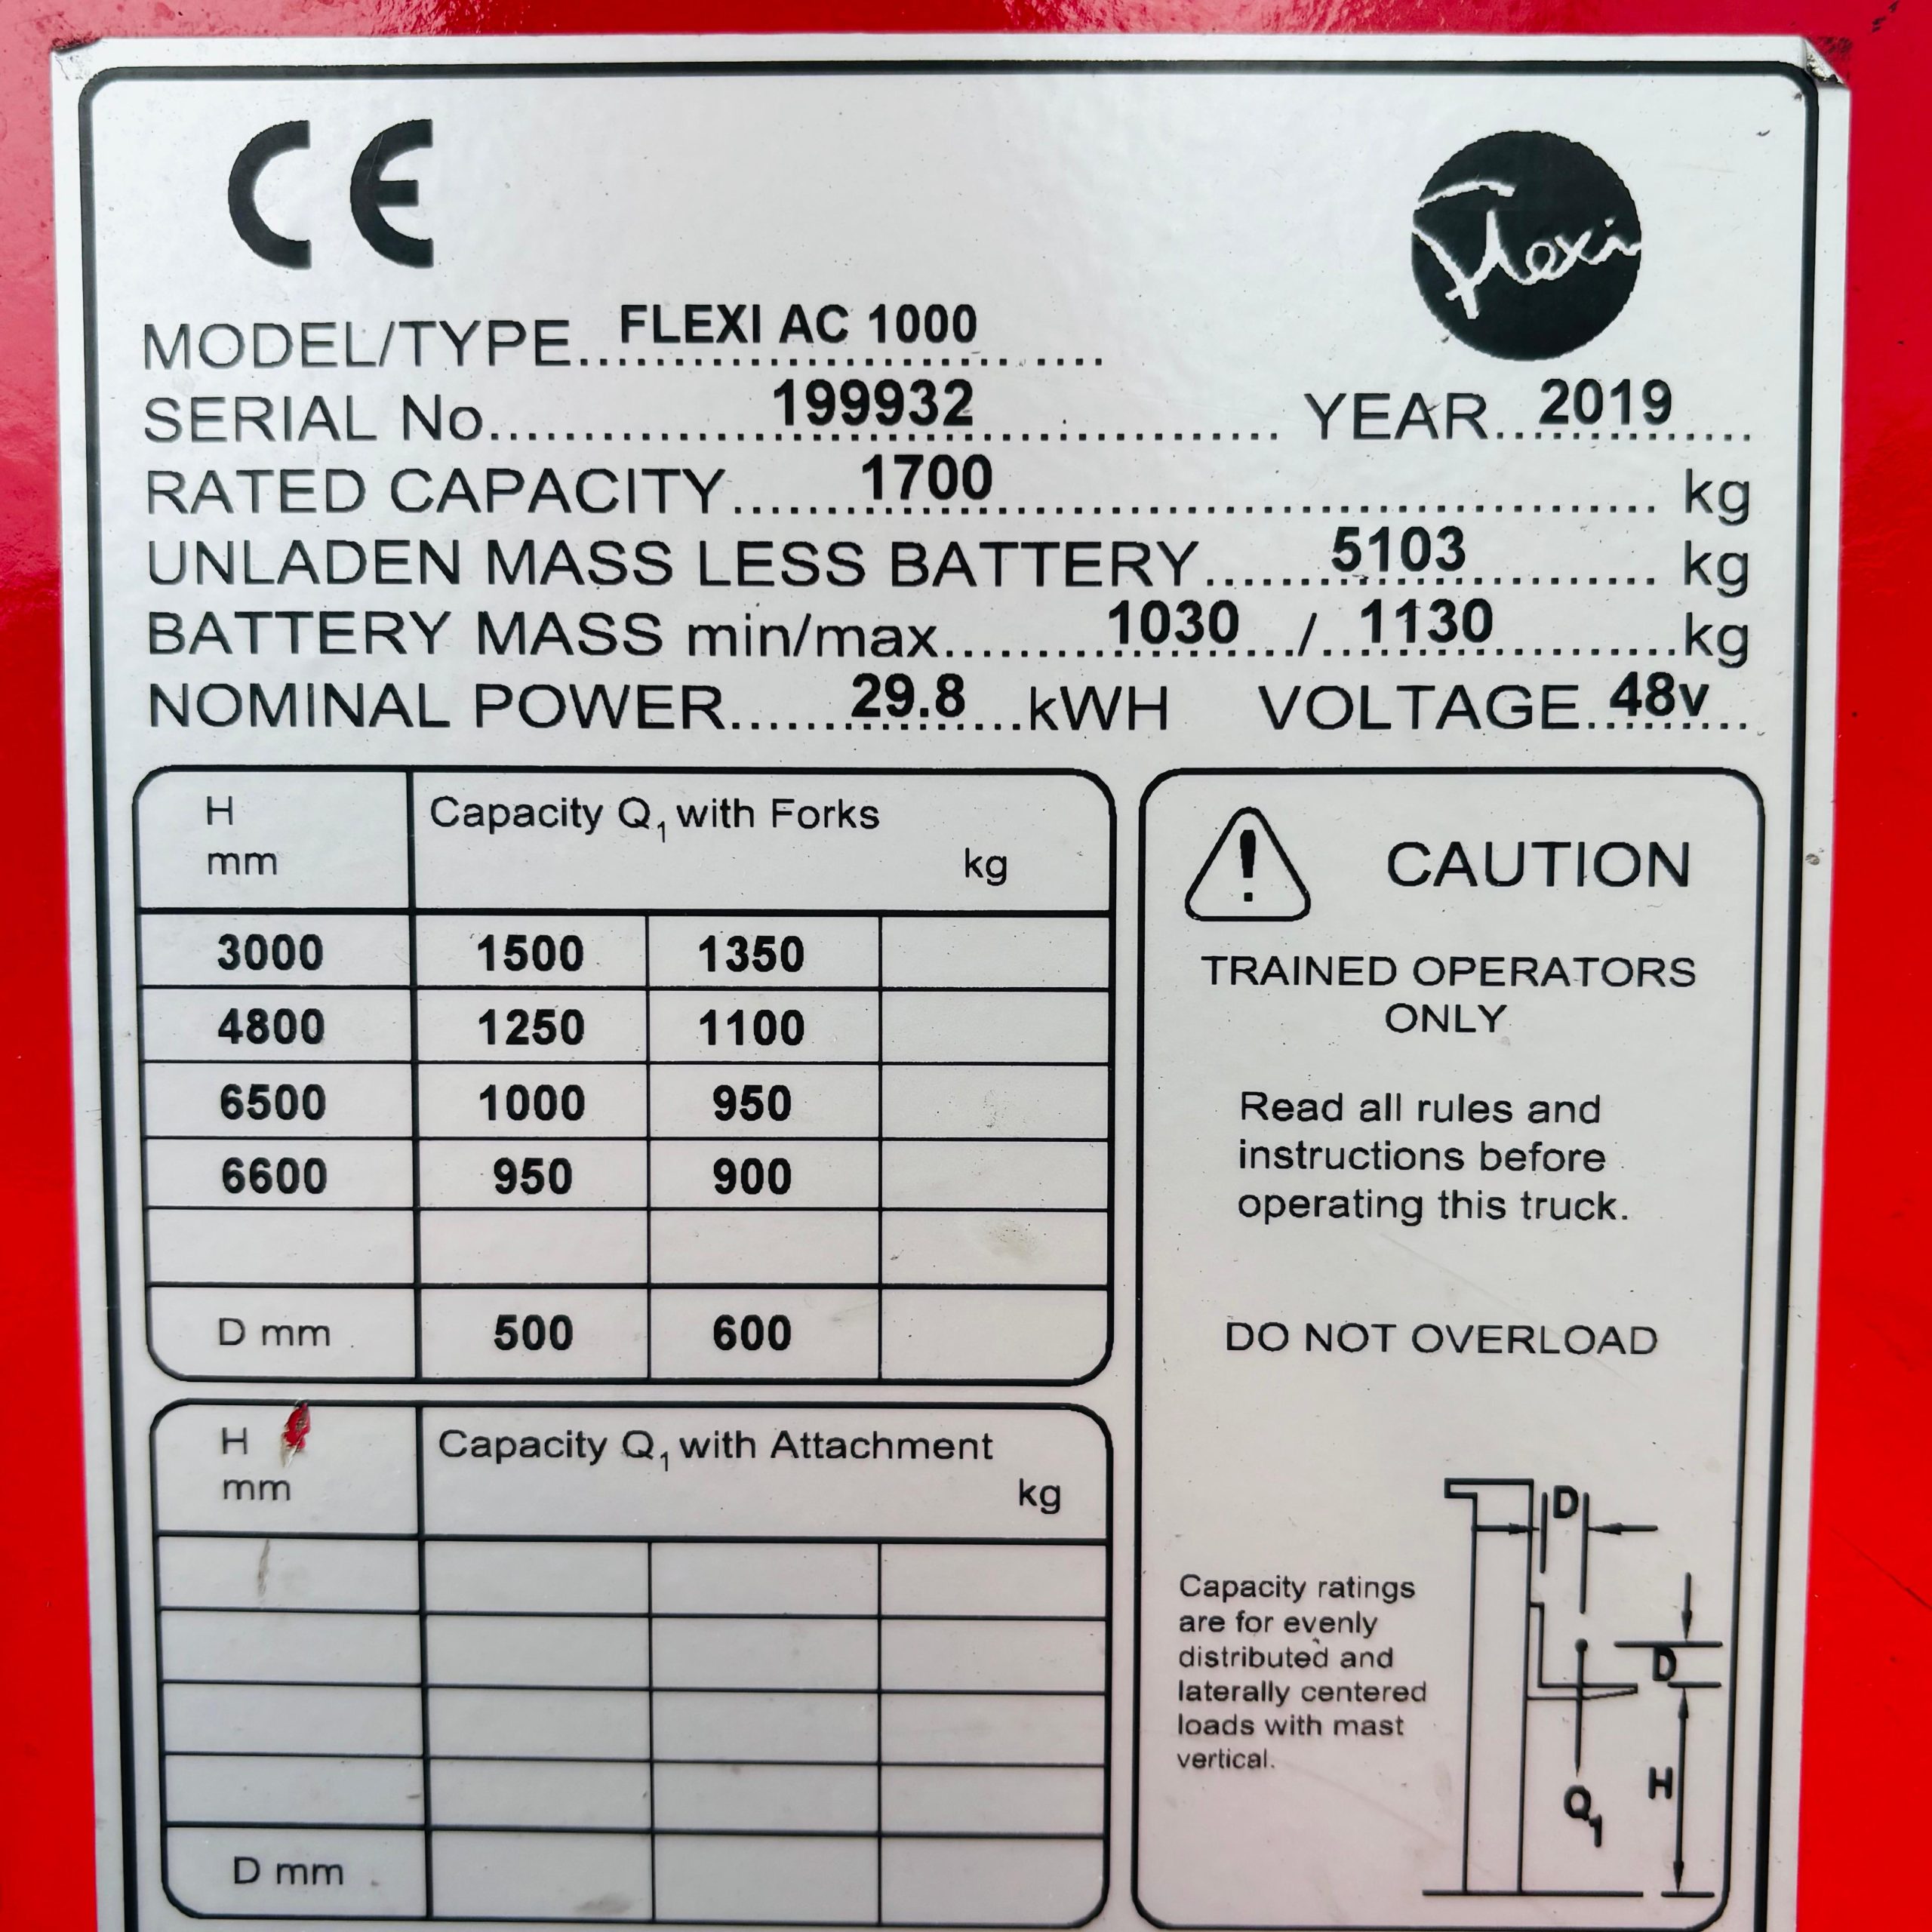 CE
Flexi
MODEL/TYPE.......FLEXI AC 1000.......
SERIAL No.......199932....... YEAR...2019...
RATED CAPACITY.......1700....... kg
UNLADEN MASS LESS BATTERY.......5103....... kg
BATTERY MASS min/max.......1030.../...1130.......kg
NOMINAL POWER.......29.8...kWH VOLTAGE..48v...
H Capacity Q1 with Forks
mm kg
3000 1500 1350
4800 1250 1100
6500 1000 950
6600 950 900
D mm 500 600
H Capacity Q1 with Attachment
mm kg
D mm
! CAUTION
TRAINED OPERATORS
ONLY
Read all rules and
instructions before
operating this truck.
DO NOT OVERLOAD
Capacity ratings
are for evenly
distributed and
laterally centered
loads with mast
vertical.
D
D
H
Q1